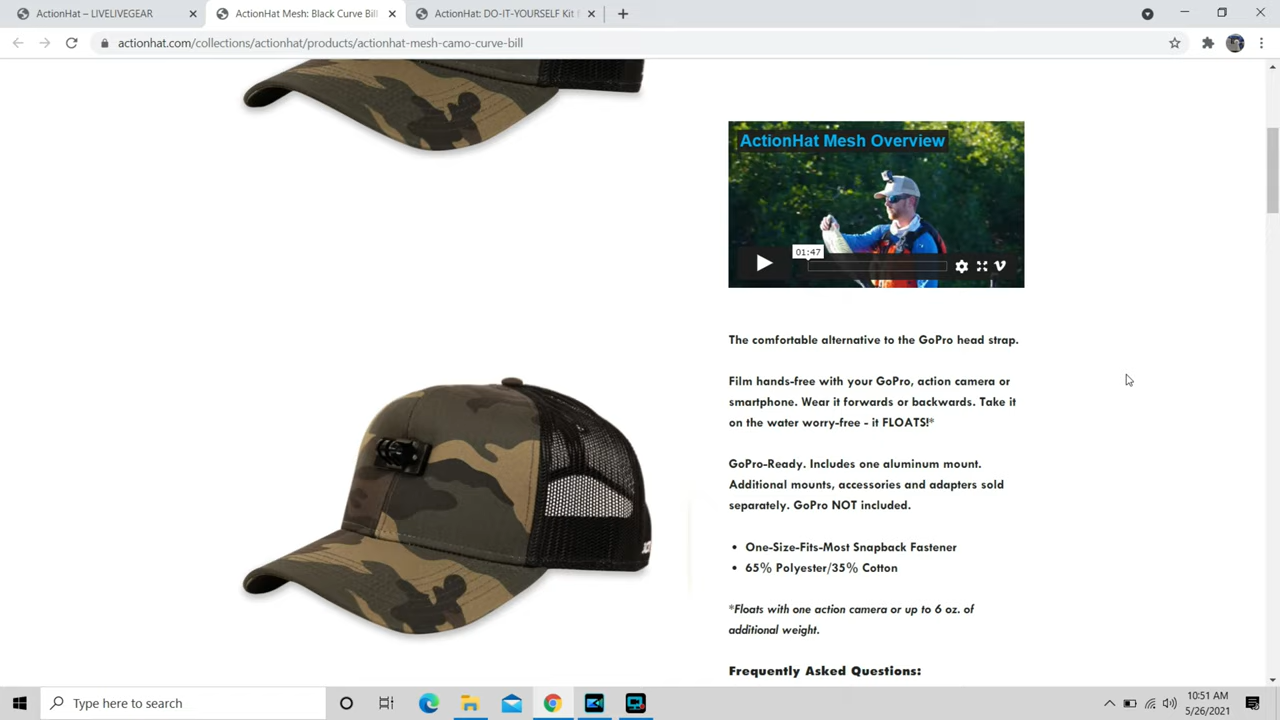 ActionHat – LIVELIVEGEAR
ActionHat Mesh: Black Curve Bill
ActionHat: DO-IT-YOURSELF Kit
actionhat.com/collections/actionhat/products/actionhat-mesh-camo-curve-bill
ActionHat Mesh Overview
01:47
The comfortable alternative to the GoPro head strap.
Film hands-free with your GoPro, action camera or
smartphone. Wear it forwards or backwards. Take it
on the water worry-free - it FLOATS!*
GoPro-Ready. Includes one aluminum mount.
Additional mounts, accessories and adapters sold
separately. GoPro NOT included.
• One-Size-Fits-Most Snapback Fastener
• 65% Polyester/35% Cotton
*Floats with one action camera or up to 6 oz. of
additional weight.
Frequently Asked Questions:
Type here to search
10:51 AM
5/26/2021